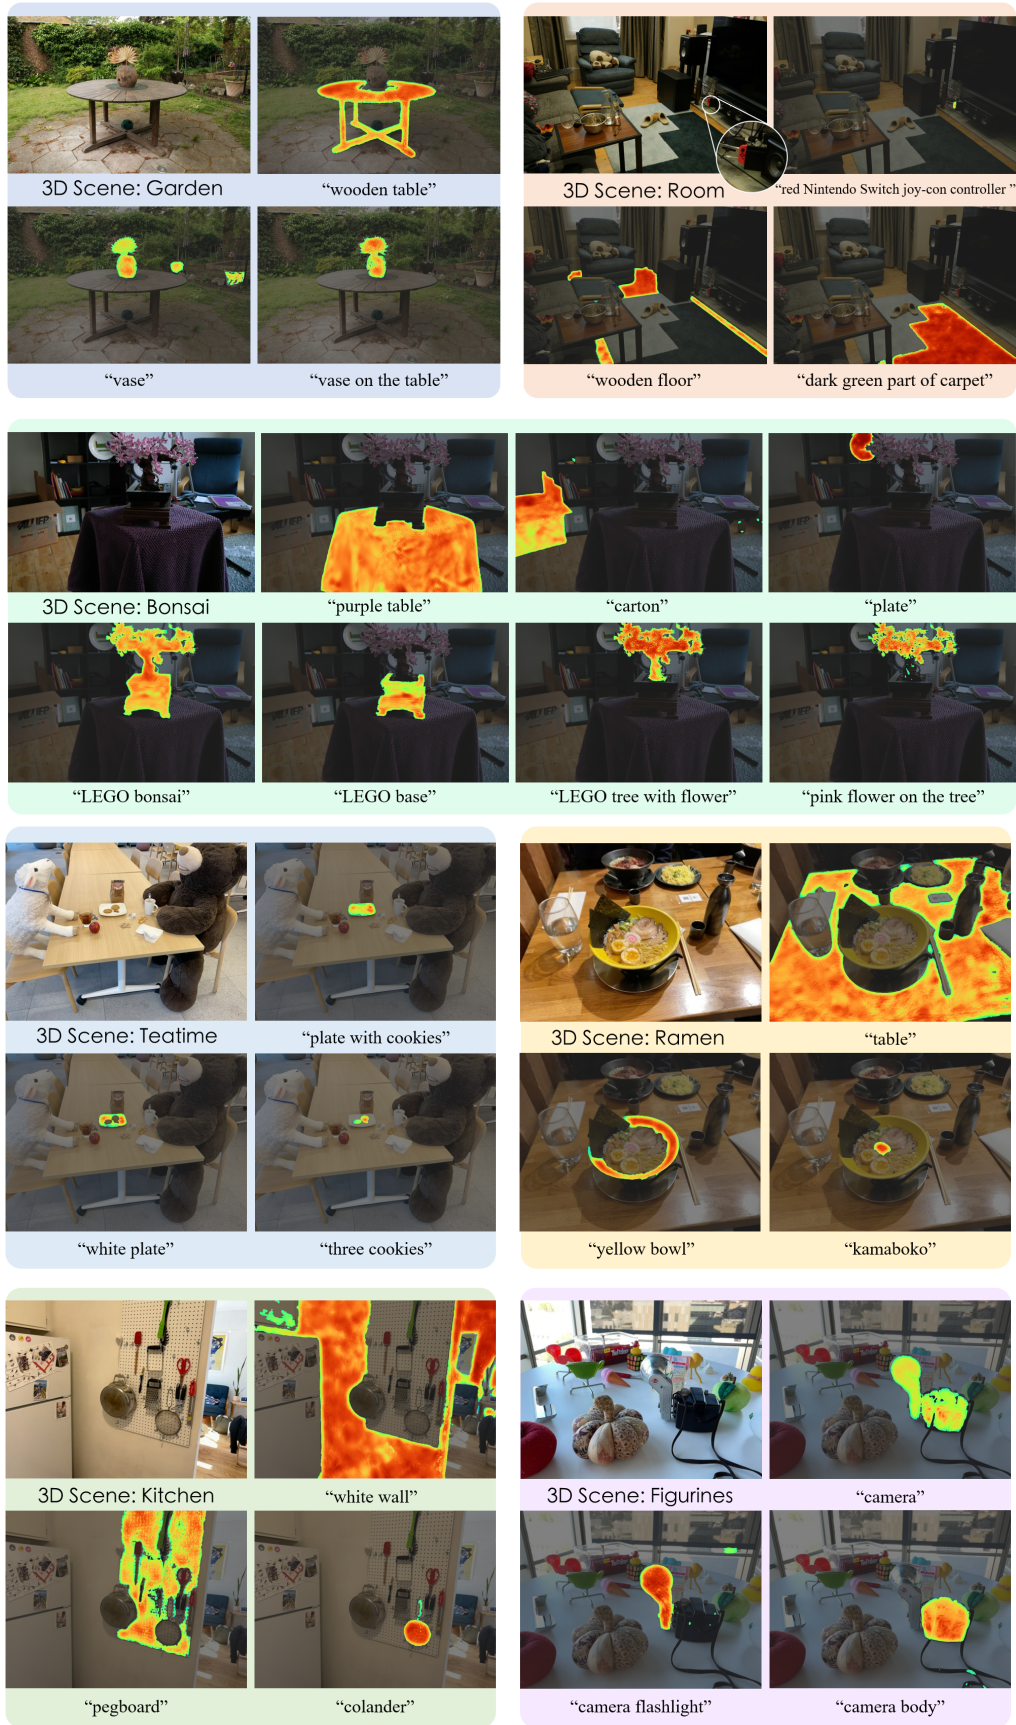 3D Scene: Garden
“wooden table”
“vase”
“vase on the table”
3D Scene: Room
“red Nintendo Switch joy-con controller ”
“wooden floor”
“dark green part of carpet”
3D Scene: Bonsai
“purple table”
“carton”
“plate”
“LEGO bonsai”
“LEGO base”
“LEGO tree with flower”
“pink flower on the tree”
3D Scene: Teatime
“plate with cookies”
“white plate”
“three cookies”
3D Scene: Ramen
“table”
“yellow bowl”
“kamaboko”
3D Scene: Kitchen
“white wall”
“pegboard”
“colander”
3D Scene: Figurines
“camera”
“camera flashlight”
“camera body”